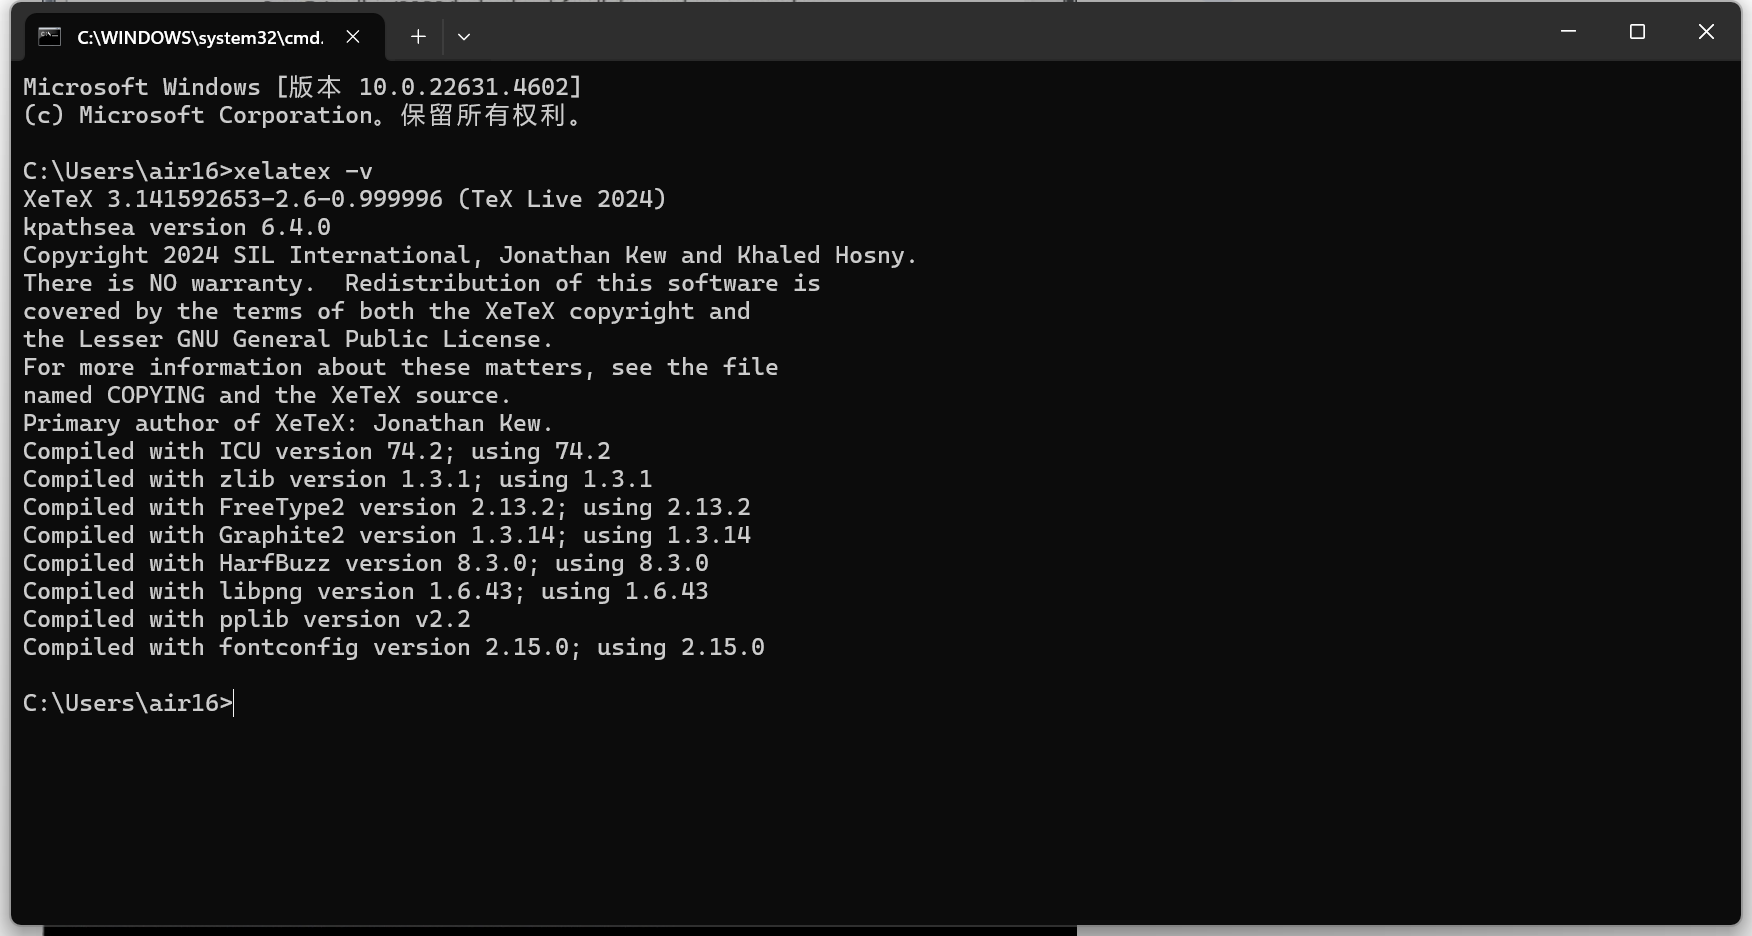 C:\WINDOWS\system32\cmd.
Microsoft Windows [版本 10.0.22631.4602]
(c) Microsoft Corporation。保留所有权利。
C:\Users\air16>xelatex -v
XeTeX 3.141592653-2.6-0.999996 (TeX Live 2024)
kpathsea version 6.4.0
Copyright 2024 SIL International, Jonathan Kew and Khaled Hosny.
There is NO warranty.  Redistribution of this software is
covered by the terms of both the XeTeX copyright and
the Lesser GNU General Public License.
For more information about these matters, see the file
named COPYING and the XeTeX source.
Primary author of XeTeX: Jonathan Kew.
Compiled with ICU version 74.2; using 74.2
Compiled with zlib version 1.3.1; using 1.3.1
Compiled with FreeType2 version 2.13.2; using 2.13.2
Compiled with Graphite2 version 1.3.14; using 1.3.14
Compiled with HarfBuzz version 8.3.0; using 8.3.0
Compiled with libpng version 1.6.43; using 1.6.43
Compiled with pplib version v2.2
Compiled with fontconfig version 2.15.0; using 2.15.0
C:\Users\air16>